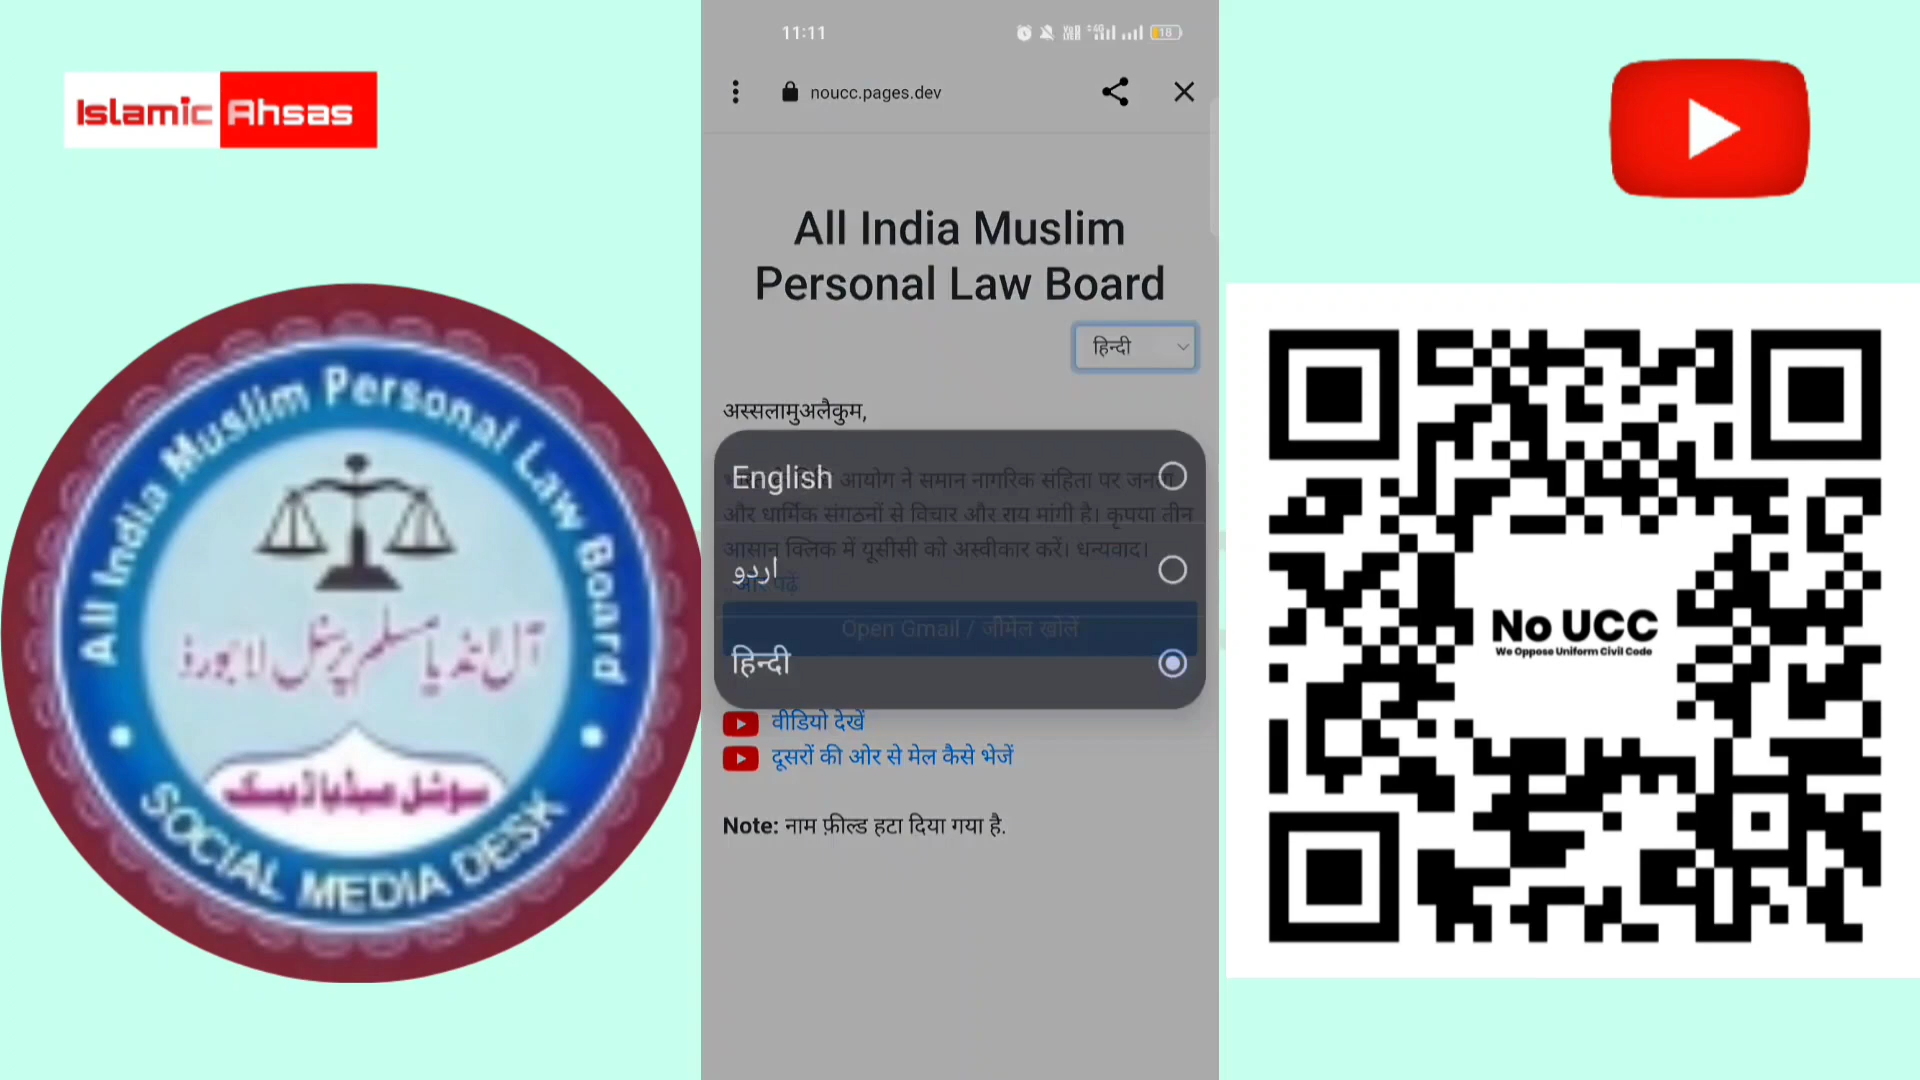 Islamic Ahsas
All India Muslim Personal Law Board
آل انڈیا مسلم پرسنل لا بورڈ
سوشل میڈیا ڈیسک
SOCIAL MEDIA DESK
11:11
18
noucc.pages.dev
All India Muslim
Personal Law Board
हिन्दी
अस्सलामुअलैकुम,
आयोग ने समान नागरिक संहिता पर जनता
और धार्मिक संगठनों से विचार और राय मांगी है। कृपया तीन
आसान क्लिक में यूसीसी को अस्वीकार करें। धन्यवाद।
और पढ़ें
Open Gmail / जीमेल खोलें
English
اردو
हिन्दी
वीडियो देखें
दूसरों की ओर से मेल कैसे भेजें
Note: नाम फ़ील्ड हटा दिया गया है.
No UCC
We Oppose Uniform Civil Code